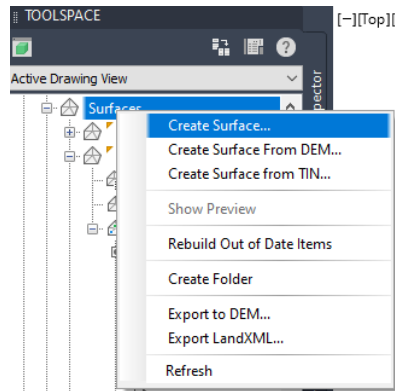 TOOLSPACE
[−][Top][
Active Drawing View
Surfaces
Create Surface...
Create Surface From DEM...
Create Surface from TIN...
Show Preview
Rebuild Out of Date Items
Create Folder
Export to DEM...
Export LandXML...
Refresh